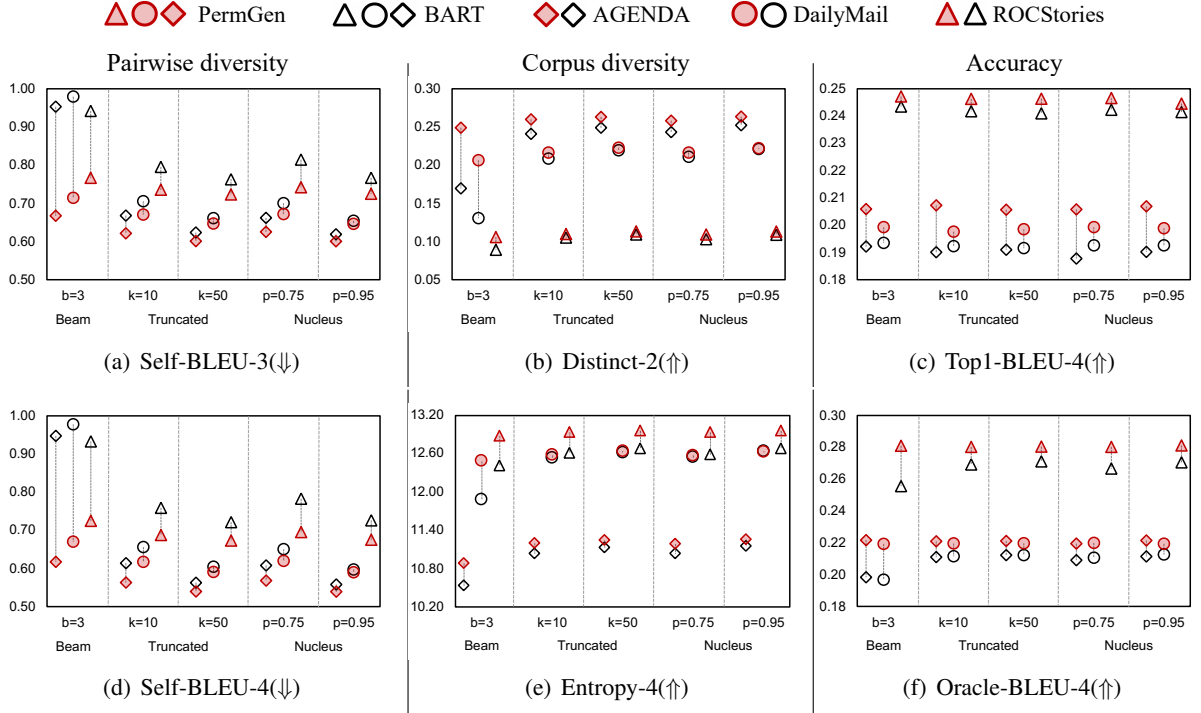 PermGen BART AGENDA DailyMail ROCStories
Pairwise diversity Corpus diversity Accuracy
1.00
0.90
0.80
0.70
0.60
0.50
b=3 k=10 k=50 p=0.75 p=0.95
Beam Truncated Nucleus
(a) Self-BLEU-3(⇓)
0.30
0.25
0.20
0.15
0.10
0.05
b=3 k=10 k=50 p=0.75 p=0.95
Beam Truncated Nucleus
(b) Distinct-2(⇑)
0.25
0.24
0.23
0.22
0.21
0.20
0.19
0.18
b=3 k=10 k=50 p=0.75 p=0.95
Beam Truncated Nucleus
(c) Top1-BLEU-4(⇑)
1.00
0.90
0.80
0.70
0.60
0.50
b=3 k=10 k=50 p=0.75 p=0.95
Beam Truncated Nucleus
(d) Self-BLEU-4(⇓)
13.20
12.60
12.00
11.40
10.80
10.20
b=3 k=10 k=50 p=0.75 p=0.95
Beam Truncated Nucleus
(e) Entropy-4(⇑)
0.30
0.28
0.26
0.24
0.22
0.20
0.18
b=3 k=10 k=50 p=0.75 p=0.95
Beam Truncated Nucleus
(f) Oracle-BLEU-4(⇑)